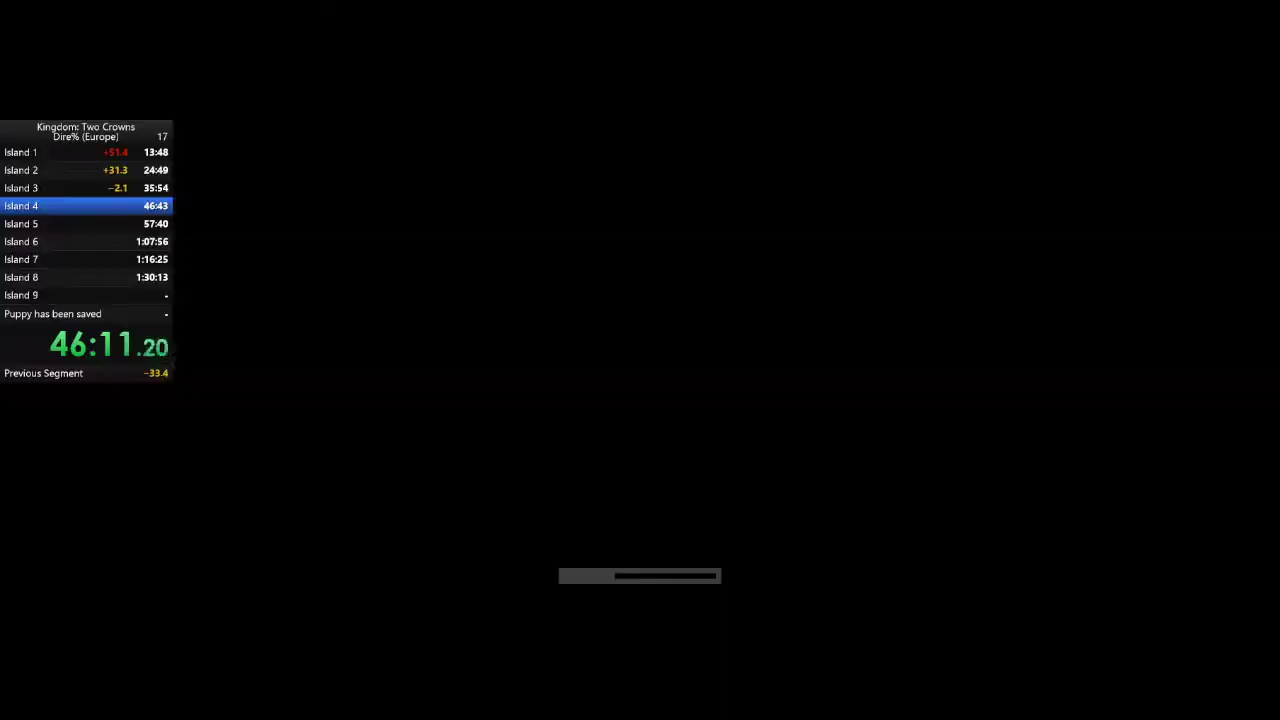 Kingdom: Two Crowns
Dire% (Europe) 17
Island 1 +51.4 13:48
Island 2 +31.3 24:49
Island 3 −2.1 35:54
Island 4 46:43
Island 5 57:40
Island 6 1:07:56
Island 7 1:16:25
Island 8 1:30:13
Island 9 -
Puppy has been saved -
46:11.20
Previous Segment −33.4